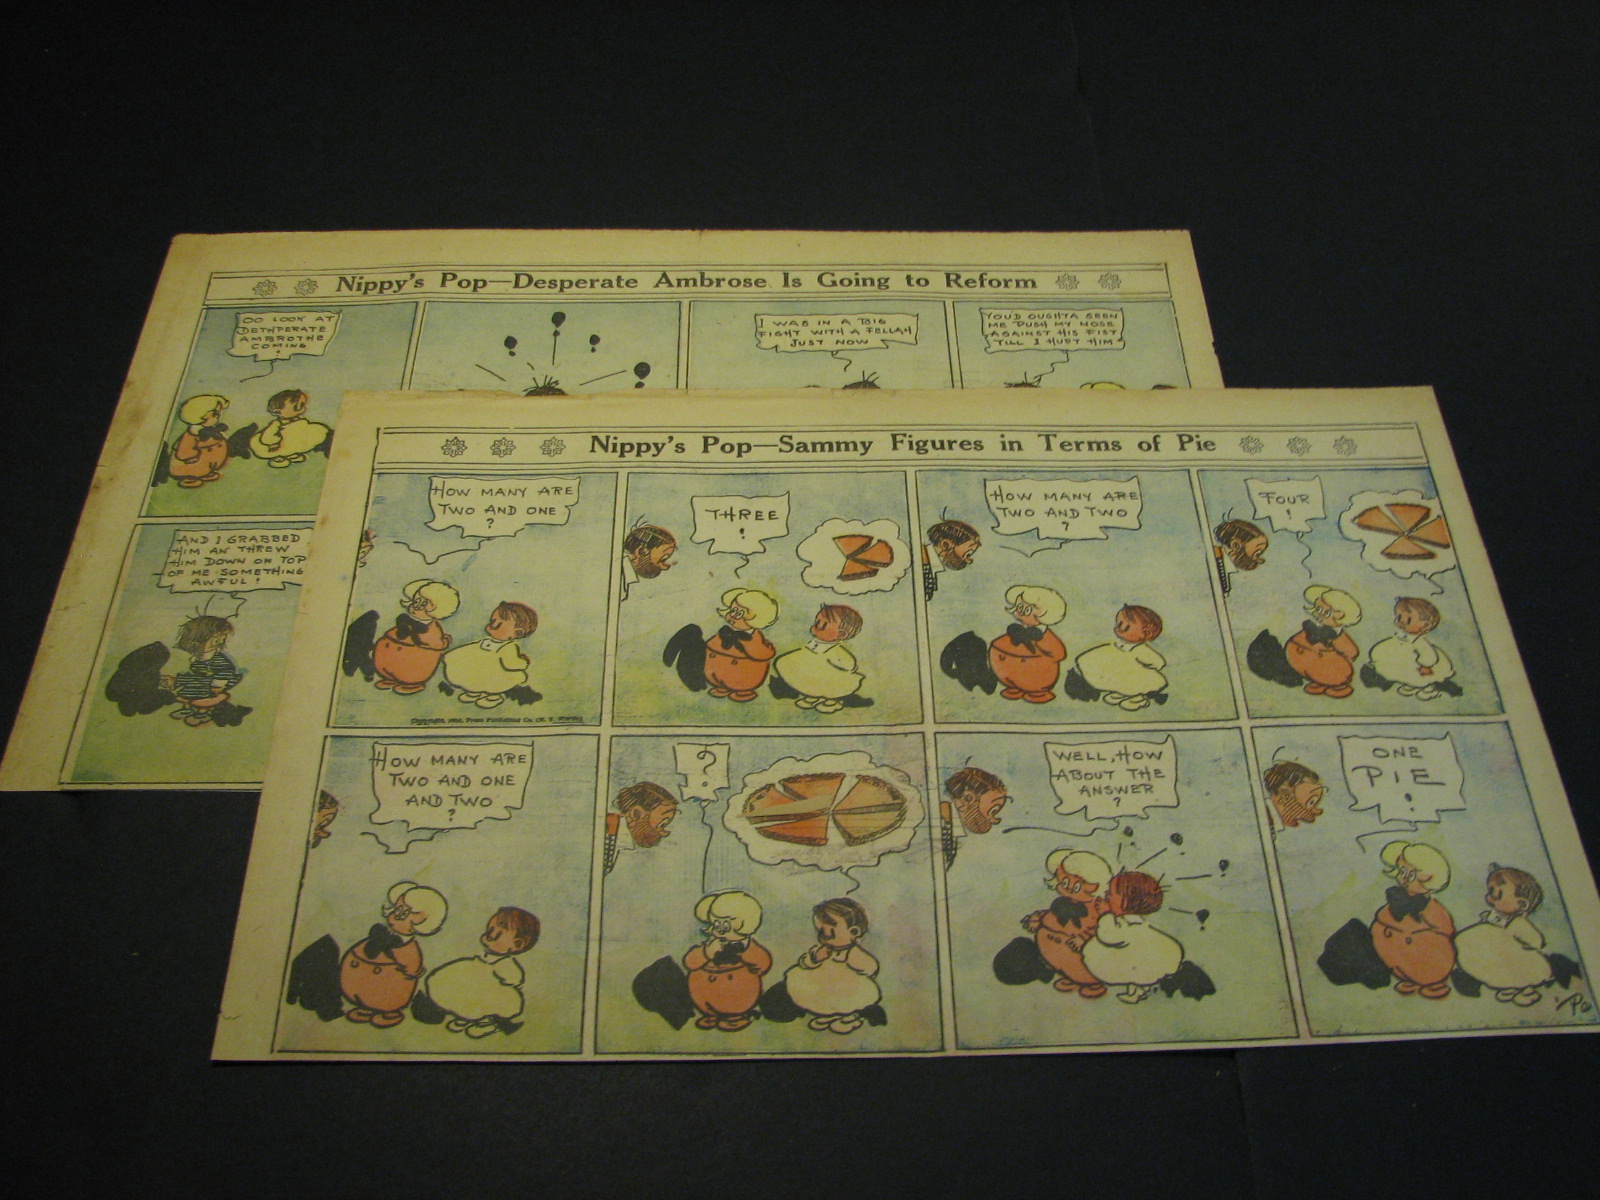 Nippy's Pop—Desperate Ambrose Is Going to Reform
OO LOOK AT
DETHPERATE
AMBROTHE
COMING
!
I WAS IN A BIG
FIGHT WITH A FELLAH
JUST NOW
YOU'D OUGHTA SEEN
ME PUSH MY NOSE
AGAINST HIS FIST
TILL I HURT HIM
AND I GRABBED
HIM AN' THREW
HIM DOWN ON TOP
OF ME SOMETHING
AWFUL!
Nippy's Pop—Sammy Figures in Terms of Pie
HOW MANY ARE
TWO AND ONE
?
THREE
!
HOW MANY ARE
TWO AND TWO
?
FOUR
!
Press Publishing Co. (N. Y. World)
HOW MANY ARE
TWO AND ONE
AND TWO
?
?
WELL, HOW
ABOUT THE
ANSWER
?
ONE
PIE
!